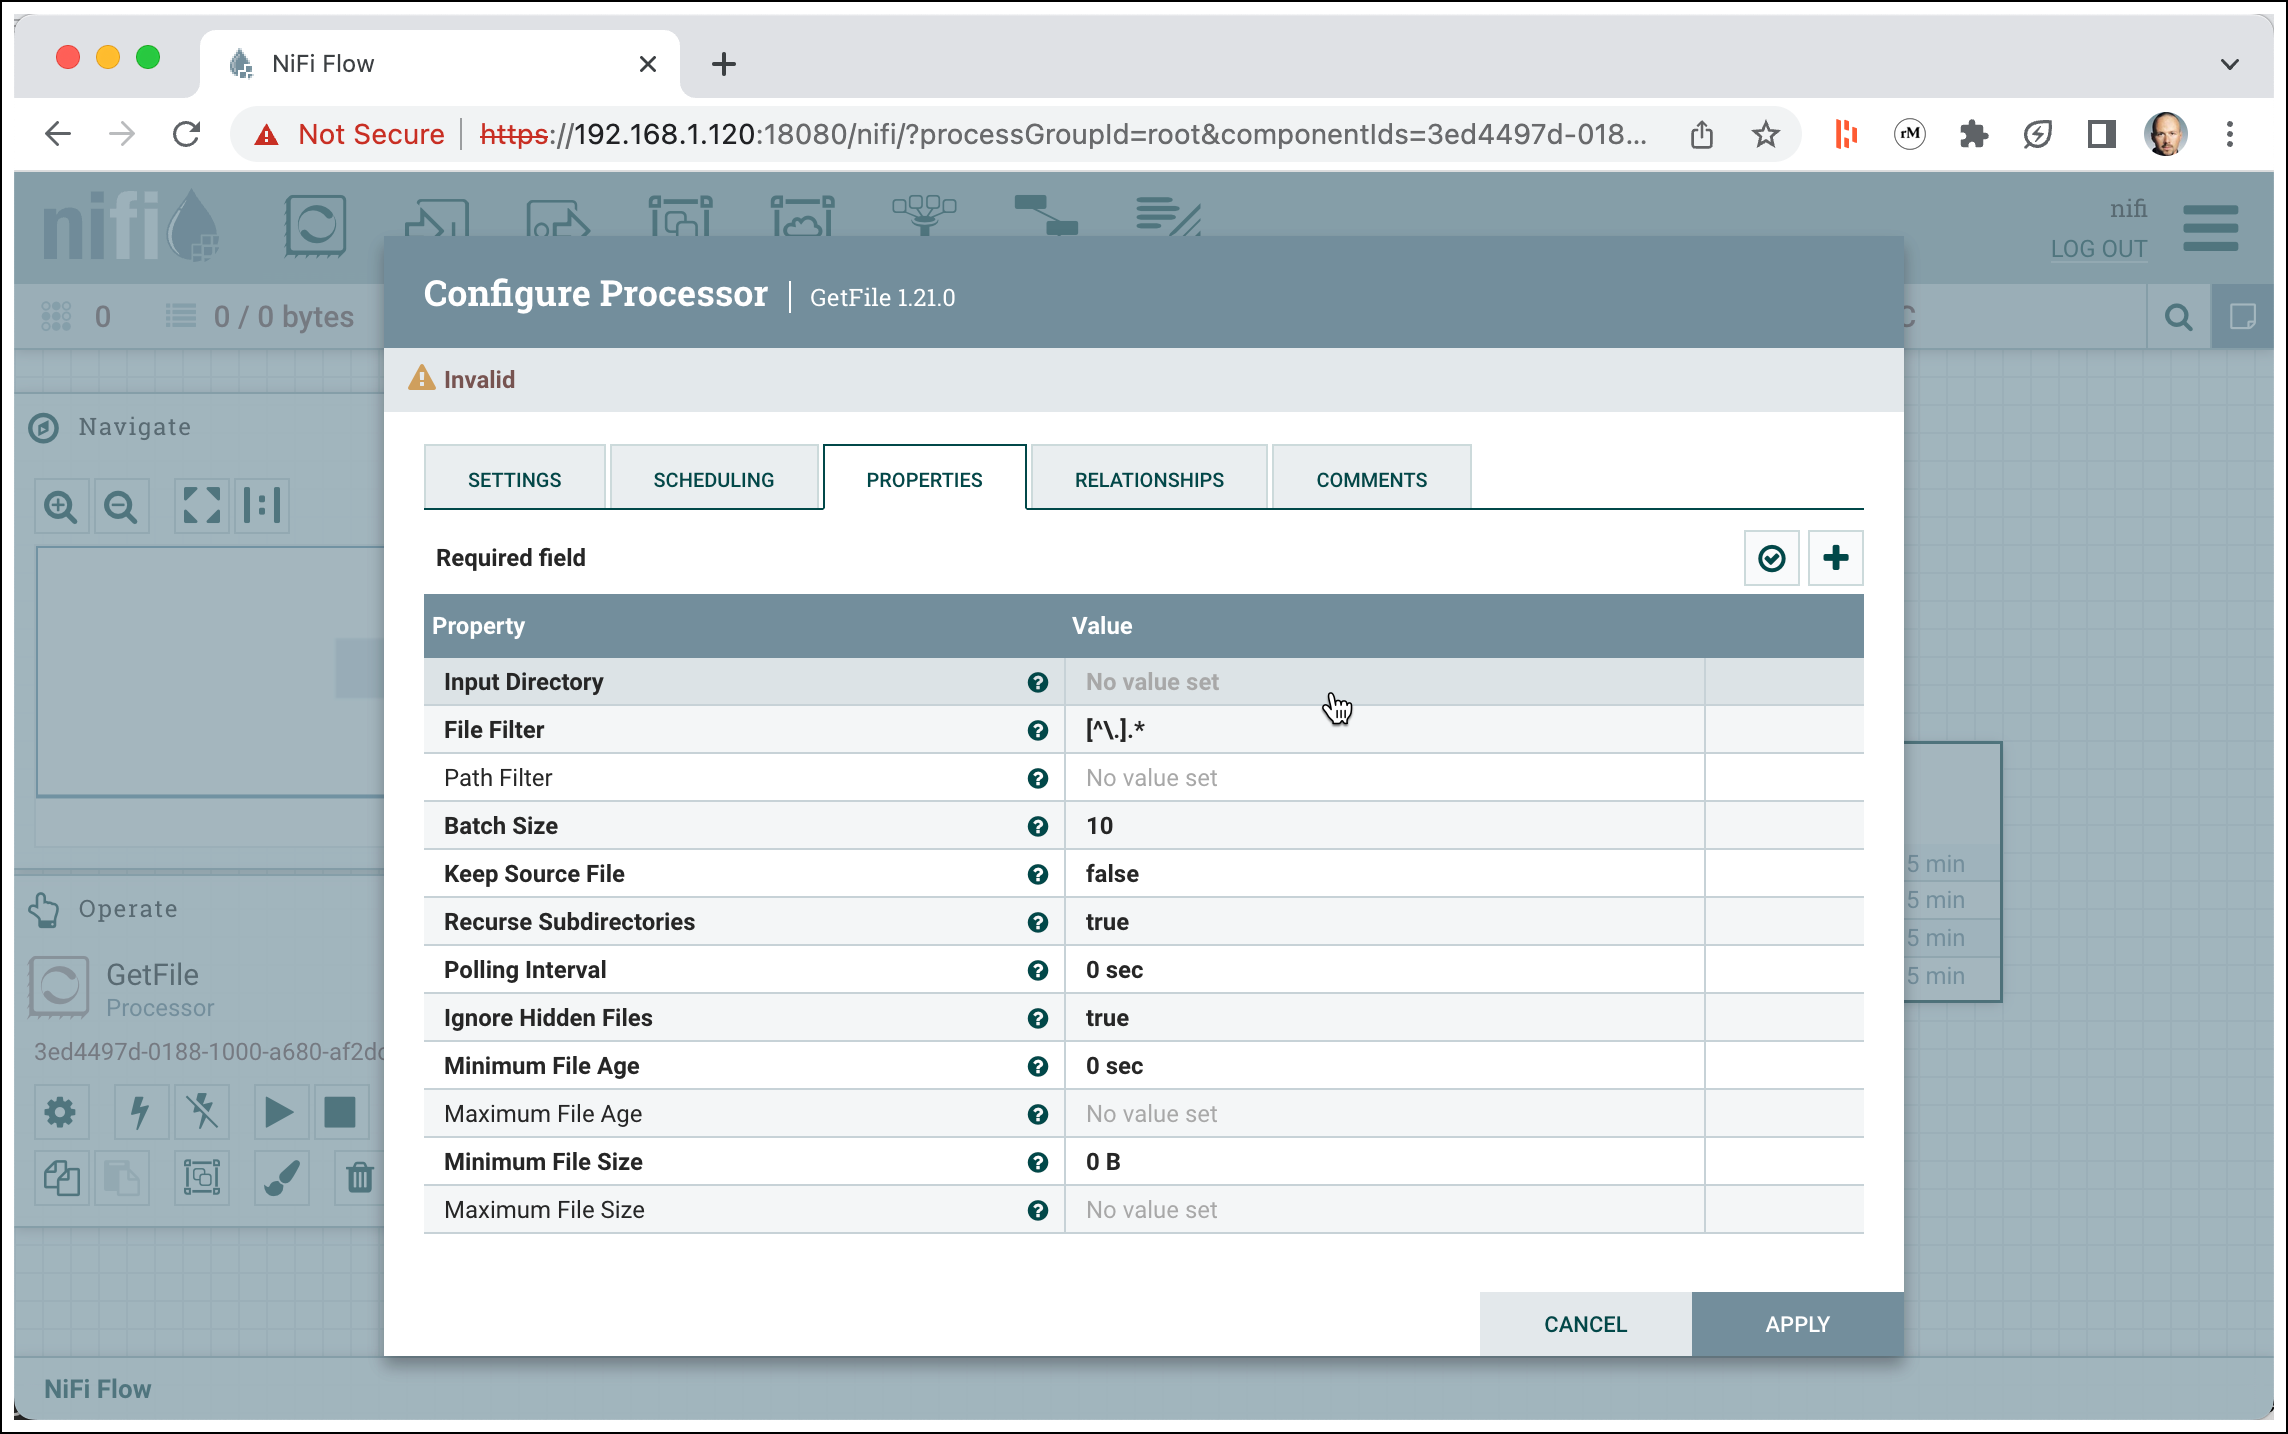 NiFi Flow
Not Secure
https://192.168.1.120:18080/nifi/?processGroupId=root&componentIds=3ed4497d-018...
rM
nifi
nifi
LOG OUT
0
0 / 0 bytes
C
Configure Processor
GetFile 1.21.0
Invalid
SETTINGS
SCHEDULING
PROPERTIES
RELATIONSHIPS
COMMENTS
Required field
Property
Value
Input Directory
No value set
File Filter
[^\.].*
Path Filter
No value set
Batch Size
10
Keep Source File
false
Recurse Subdirectories
true
Polling Interval
0 sec
Ignore Hidden Files
true
Minimum File Age
0 sec
Maximum File Age
No value set
Minimum File Size
0 B
Maximum File Size
No value set
CANCEL
APPLY
Navigate
Operate
GetFile
Processor
3ed4497d-0188-1000-a680-af2d
5 min
5 min
5 min
5 min
NiFi Flow